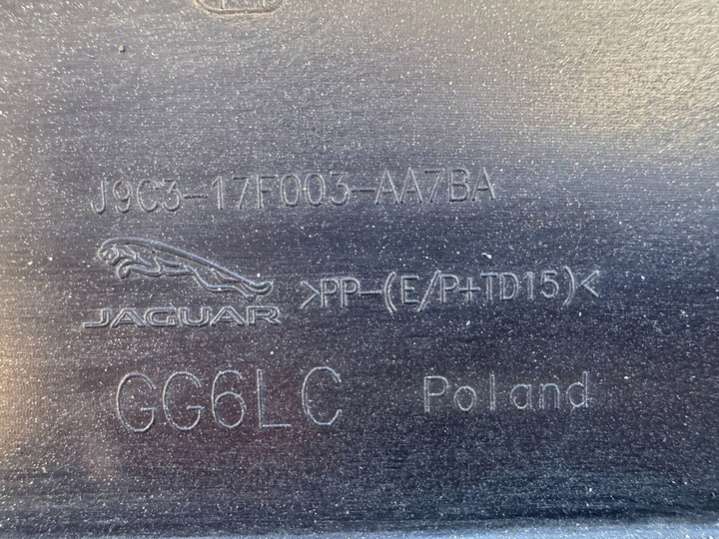 J9C3-17F003-AA7BA
>PP-(E/P+TD15)<
JAGUAR
GG6LC Poland